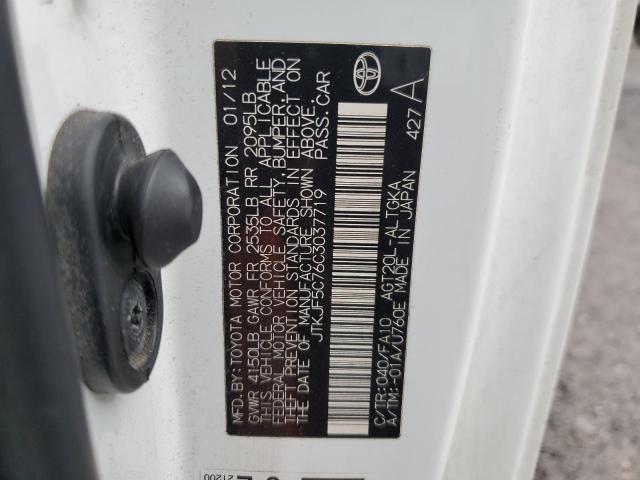 MFD. BY: TOYOTA MOTOR CORPORATION 01/12
GVWR 4150LB GAWR FR 2535LB RR 2095LB
THIS VEHICLE CONFORMS TO ALL APPLICABLE
FEDERAL MOTOR VEHICLE SAFETY, BUMPER, AND
THEFT PREVENTION STANDARDS IN EFFECT ON
THE DATE OF MANUFACTURE SHOWN ABOVE.
JTKJF5C76C3037719 PASS. CAR
C/TR:040/FA10 AGT20L-ALTGKA
A/TM:-01A/U760E MADE IN JAPAN 427 A
21200